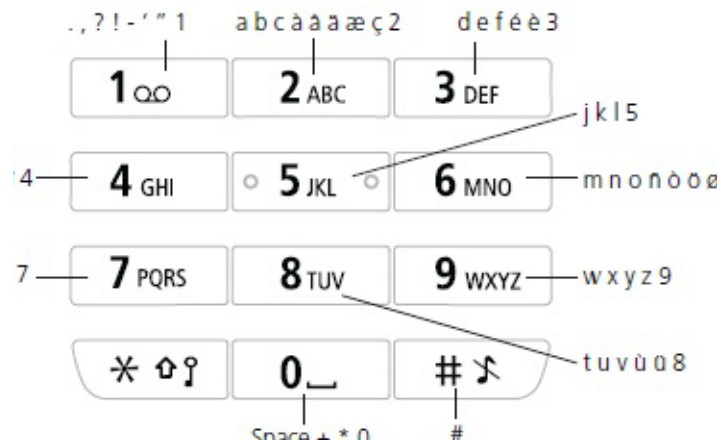 .,?!-‘” 1 a b c à â ä æ ç 2 d e f é è 3
1 2 ABC 3 DEF
j k l 5
4 4 GHI 5 JKL 6 MNO m n o ñ ò ö ø
7 7 PQRS 8 TUV 9 WXYZ w x y z 9
* 0 #
t u v ù ü 8
Space + * 0 #